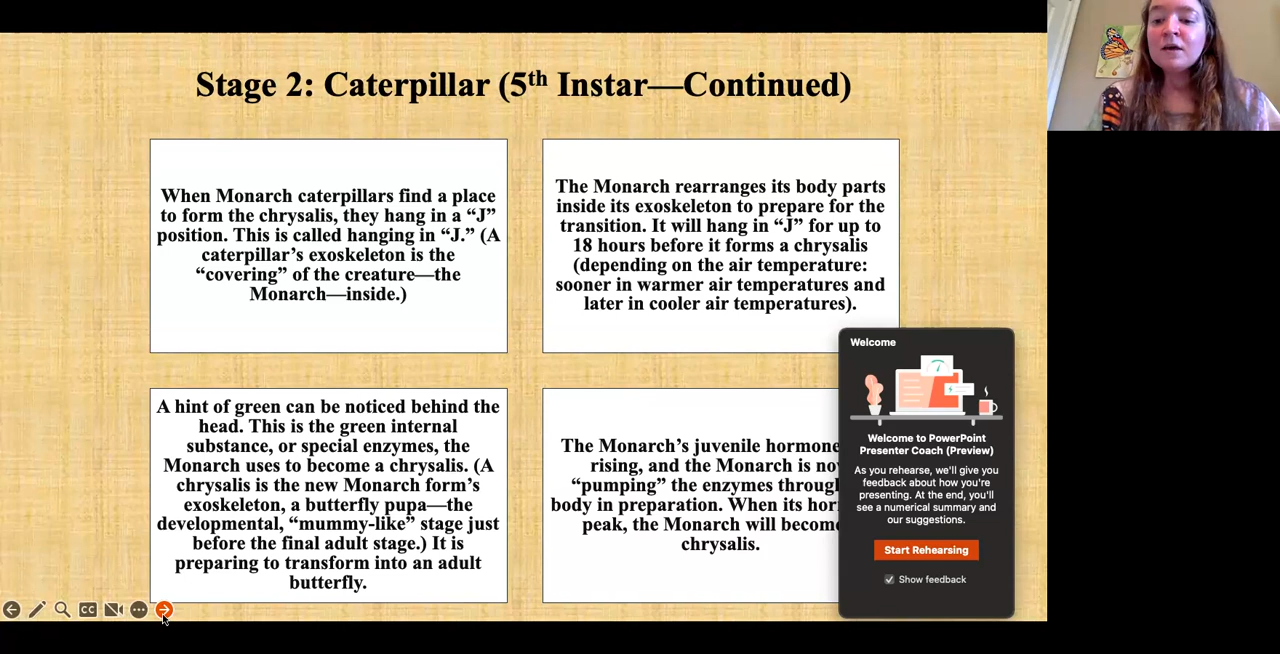 Stage 2: Caterpillar (5th Instar—Continued)
When Monarch caterpillars find a place
to form the chrysalis, they hang in a “J”
position. This is called hanging in “J.” (A
caterpillar’s exoskeleton is the
“covering” of the creature—the
Monarch—inside.)
The Monarch rearranges its body parts
inside its exoskeleton to prepare for the
transition. It will hang in “J” for up to
18 hours before it forms a chrysalis
(depending on the air temperature:
sooner in warmer air temperatures and
later in cooler air temperatures).
A hint of green can be noticed behind the
head. This is the green internal
substance, or special enzymes, the
Monarch uses to become a chrysalis. (A
chrysalis is the new Monarch form’s
exoskeleton, a butterfly pupa—the
developmental, “mummy-like” stage just
before the final adult stage.) It is
preparing to transform into an adult
butterfly.
The Monarch’s juvenile hormone
rising, and the Monarch is
“pumping” the enzymes
body in preparation. When its
peak, the Monarch will become
chrysalis.
Welcome
Welcome to PowerPoint
Presenter Coach (Preview)
As you rehearse, we'll give you
feedback about how you're
presenting. At the end, you'll
see a numerical summary and
our suggestions.
Start Rehearsing
Show feedback
CC